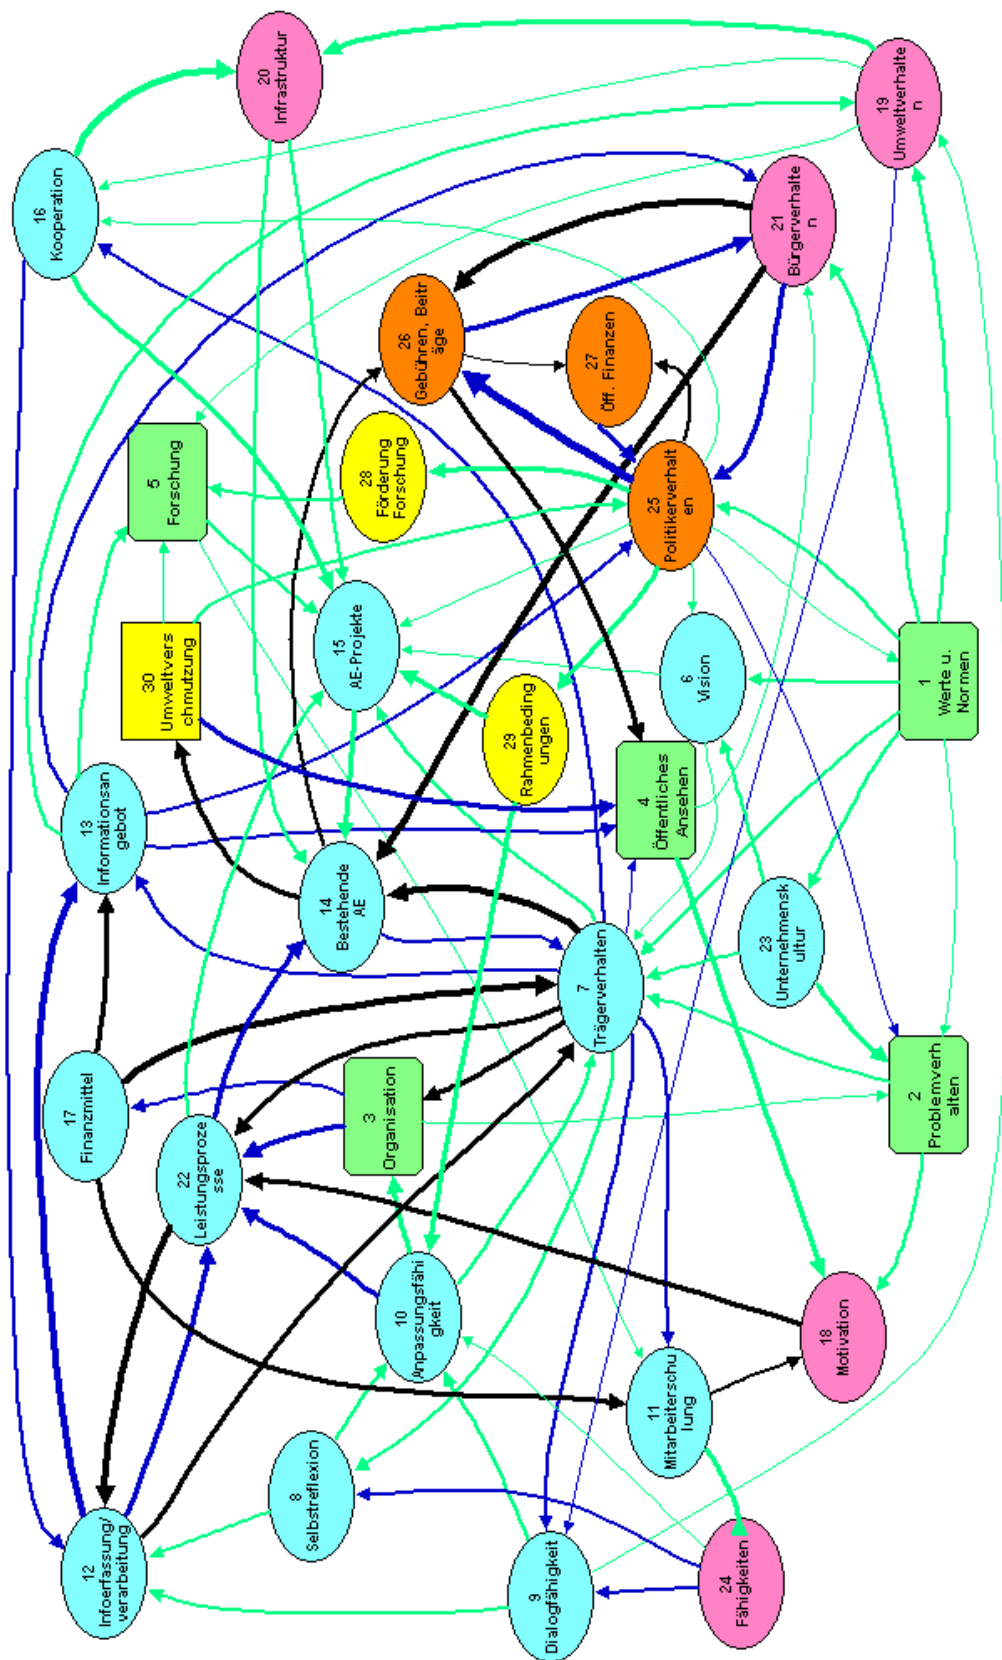 12
Infoerfassung/
verarbeitung
17
Finanzmittel
13
Informationsan
gebot
16
Kooperation
22
Leistungsproze
sse
30
Umweltvers
chmutzung
5
Forschung
20
Infrastruktur
8
Selbstreflexion
10
Anpassungsfähi
gkeit
3
Organisation
14
Bestehende
AE
15
AE-Projekte
28
Förderung
Forschung
26
Gebühren, Beitr
äge
9
Dialogfähigkeit
7
Trägerverhalten
29
Rahmenbeding
ungen
27
Öff. Finanzen
11
Mitarbeiterschu
lung
4
Öffentliches
Ansehen
6
Vision
25
Politikerverhalt
en
24
Fähigkeiten
18
Motivation
23
Unternehmensk
ultur
21
Bürgerverhalte
n
2
Problemverh
alten
1
Werte u.
Normen
19
Umweltverhalte
n